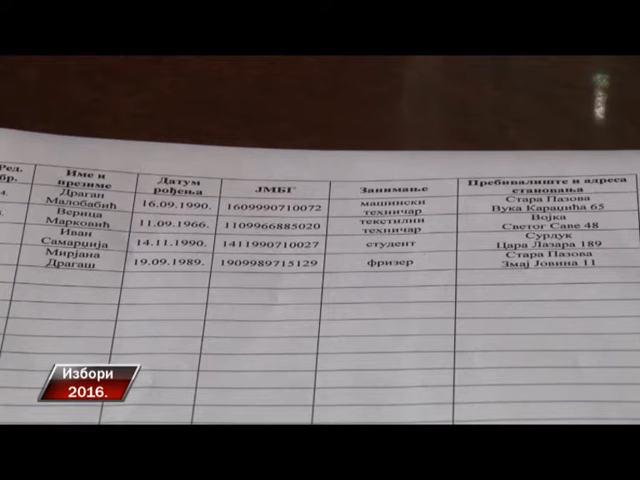 Ред. бр.
Име и презиме
Датум рођења
ЈМБГ
Занимање
Пребивалиште и адреса становања
4.
Драган Малобабић
16.09.1990.
1609990710072
машински техничар
Стара Пазова Вука Караџића 65
Верица Марковић
11.09.1966.
1109966885020
текстилни техничар
Војка Светог Саве 48
Иван Самарџија
14.11.1990.
1411990710027
студент
Сурдук Цара Лазара 189
Мирјана Драгаш
19.09.1989.
1909989715129
фризер
Стара Пазова Змај Јовина 11
Избори
2016.